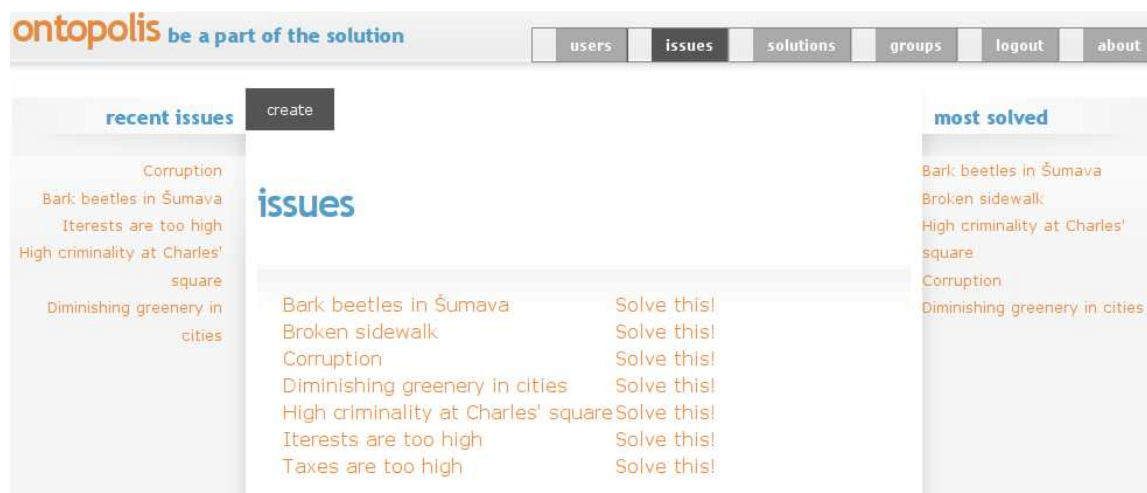 ontopolis be a part of the solution
users issues solutions groups logout about
recent issues
Corruption
Bark beetles in Šumava
Iterests are too high
High criminality at Charles'
square
Diminishing greenery in
cities
create
issues
Bark beetles in Šumava Solve this!
Broken sidewalk Solve this!
Corruption Solve this!
Diminishing greenery in cities Solve this!
High criminality at Charles' square Solve this!
Iterests are too high Solve this!
Taxes are too high Solve this!
most solved
Bark beetles in Šumava
Broken sidewalk
High criminality at Charles'
square
Corruption
Diminishing greenery in cities